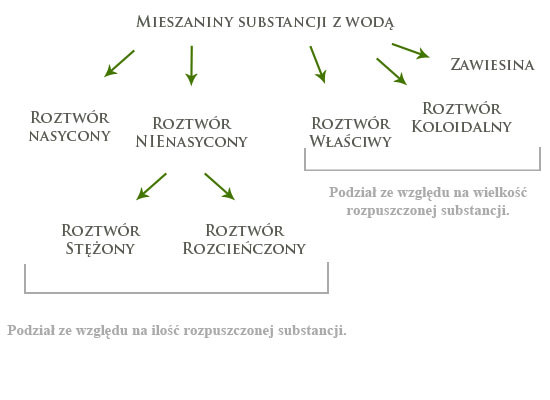 Mieszaniny substancji z wodą
Zawiesina
Roztwór
nasycony
Roztwór
NIEnasycony
Roztwór
Właściwy
Roztwór
Koloidalny
Podział ze względu na wielkość
rozpuszczonej substancji.
Roztwór
Stężony
Roztwór
Rozcieńczony
Podział ze względu na ilość rozpuszczonej substancji.